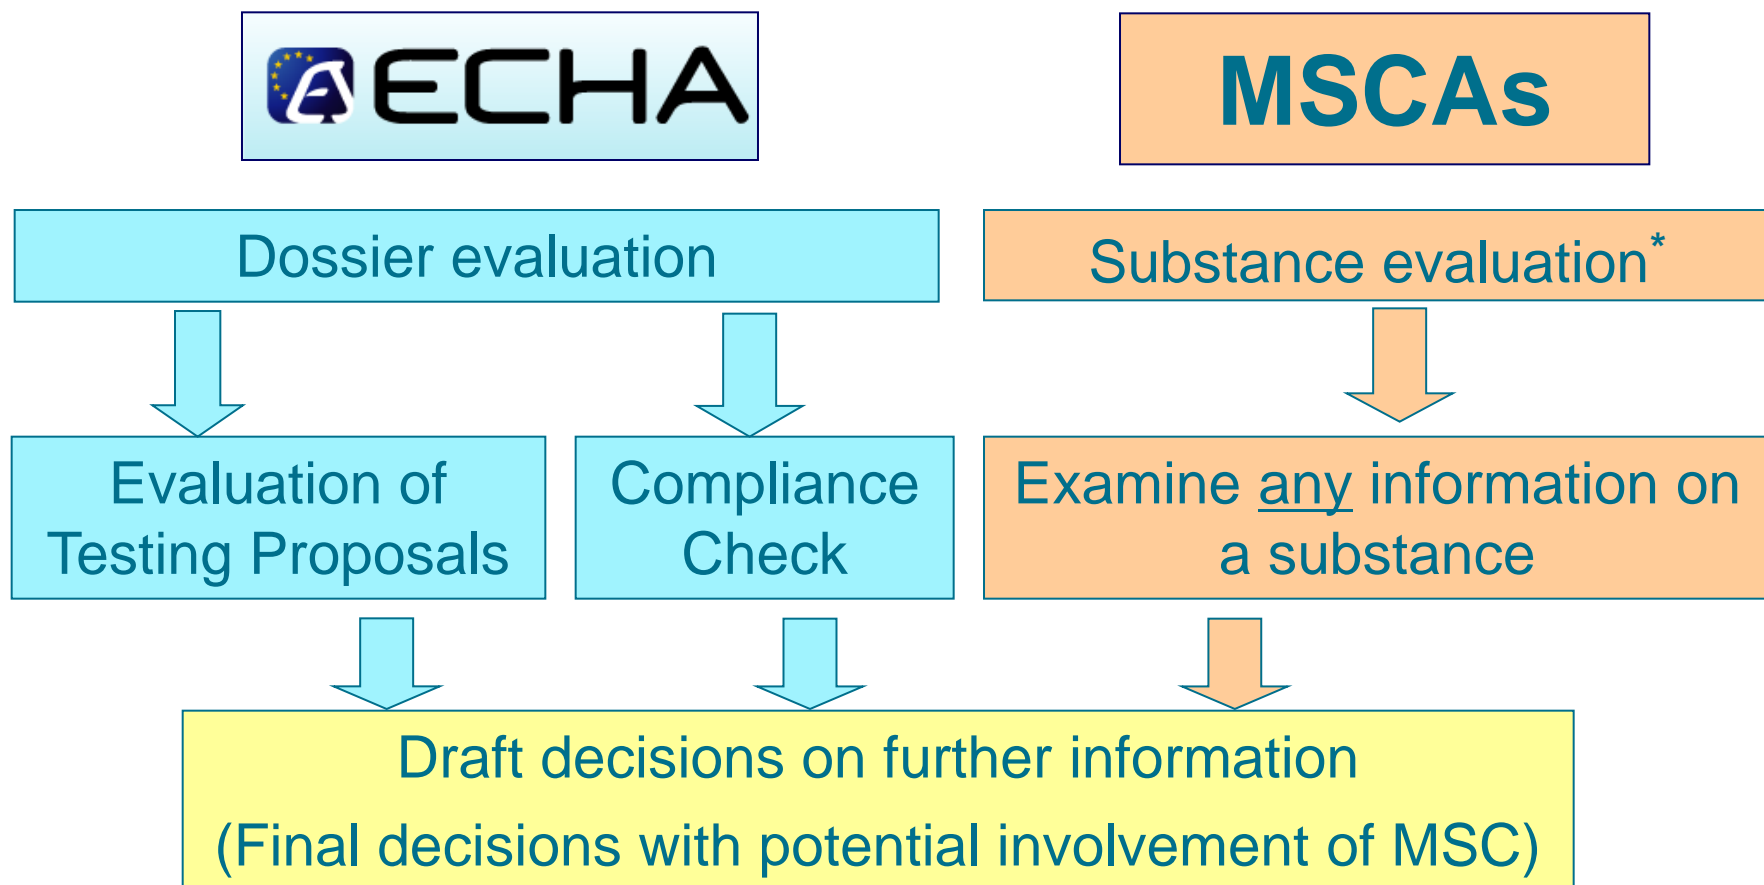 ECHA
MSCAs
Dossier evaluation
Substance evaluation*
Evaluation of
Testing Proposals
Compliance
Check
Examine any information on
a substance
Draft decisions on further information
(Final decisions with potential involvement of MSC)